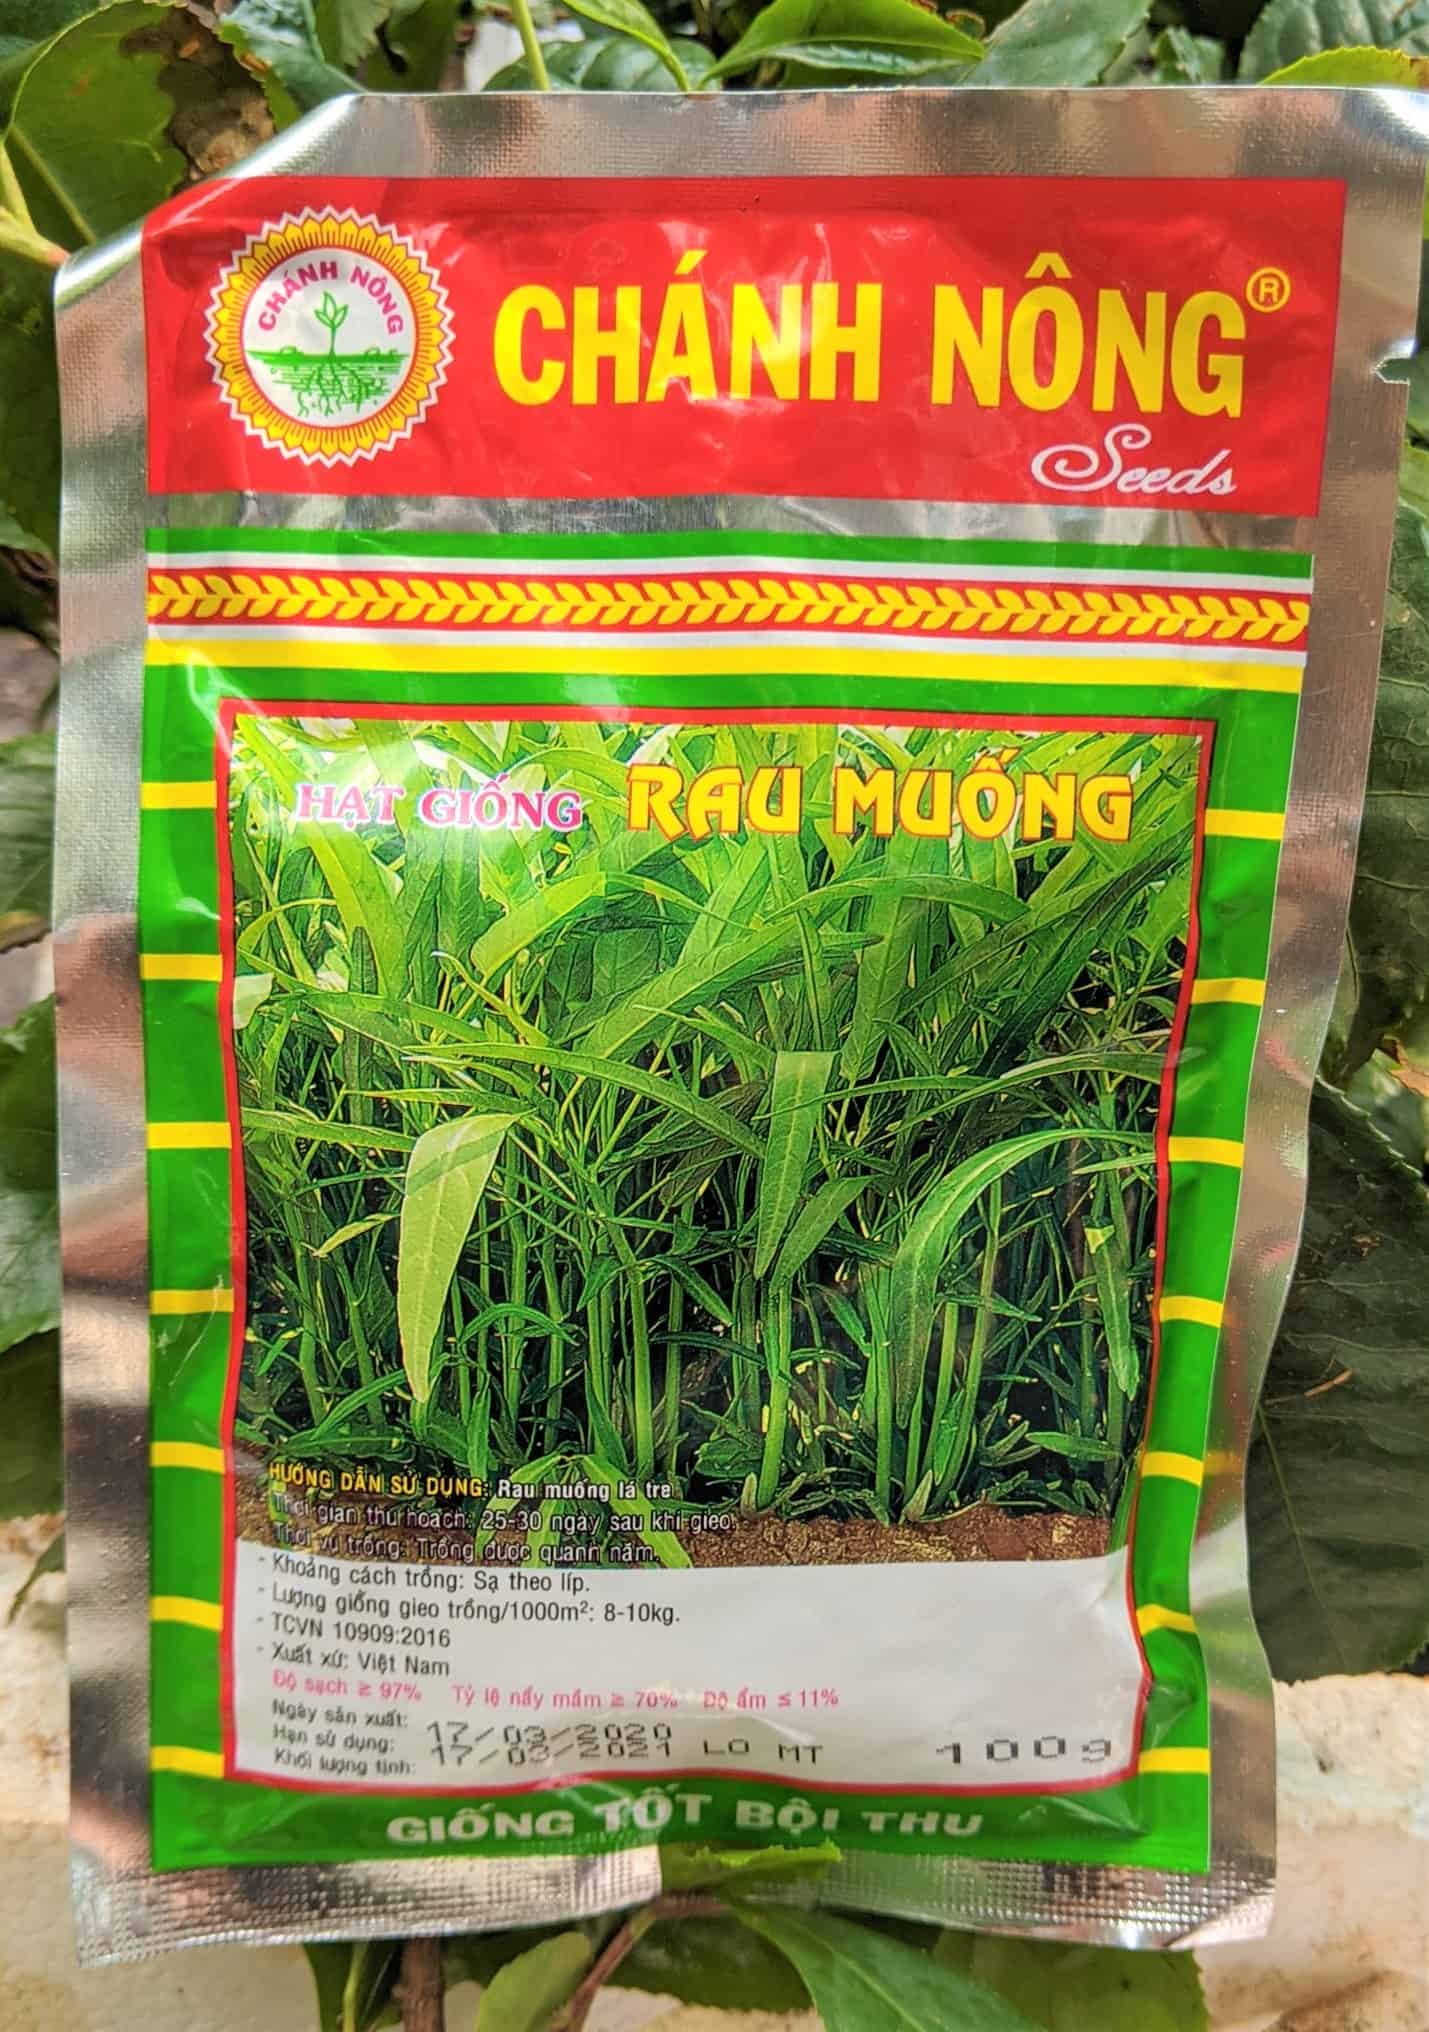 CHÁNH NÔNG
CHÁNH NÔNG®
Seeds
HẠT GIỐNG RAU MUỐNG
HƯỚNG DẪN SỬ DỤNG: Rau muống lá tre
- Thời gian thu hoạch: 25-30 ngày sau khi gieo.
- Thời vụ trồng: Trồng được quanh năm.
- Khoảng cách trồng: Sạ theo líp.
- Lượng giống gieo trồng/1000m²: 8-10kg.
- TCVN 10909:2016
- Xuất xứ: Việt Nam
Độ sạch ≥ 97% Tỷ lệ nẩy mầm ≥ 70% Độ ẩm ≤ 11%
Ngày sản xuất: 17/03/2020
Hạn sử dụng: 17/03/2021 LO MT 100g
Khối lượng tịnh:
GIỐNG TỐT BỘI THU